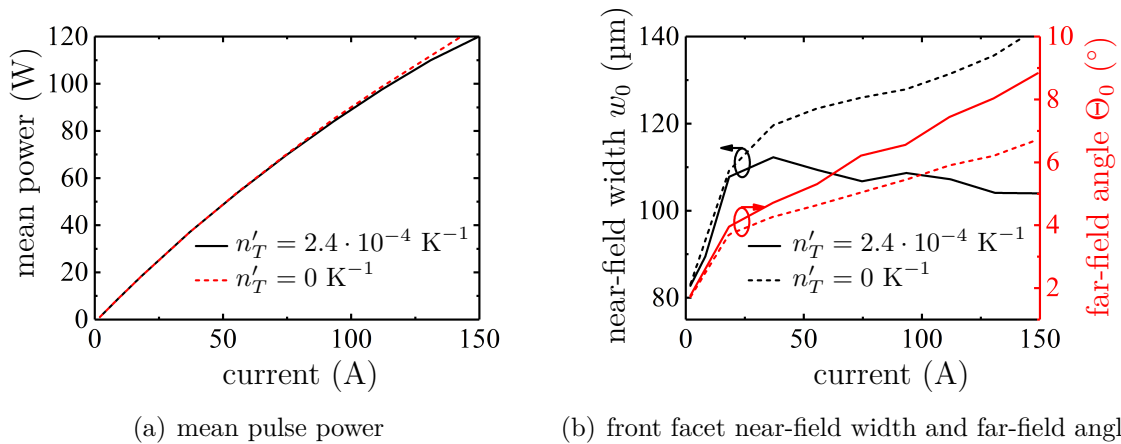 120
100
80
60
40
20
0
mean power (W)
n′_T = 2.4 · 10⁻⁴ K⁻¹
n′_T = 0 K⁻¹
0 50 100 150
current (A)
(a) mean pulse power
140
120
100
80
near-field width w₀ (µm)
n′_T = 2.4 · 10⁻⁴ K⁻¹
n′_T = 0 K⁻¹
10
8
6
4
2
far-field angle Θ₀ (°)
0 50 100 150
current (A)
(b) front facet near-field width and far-field angl